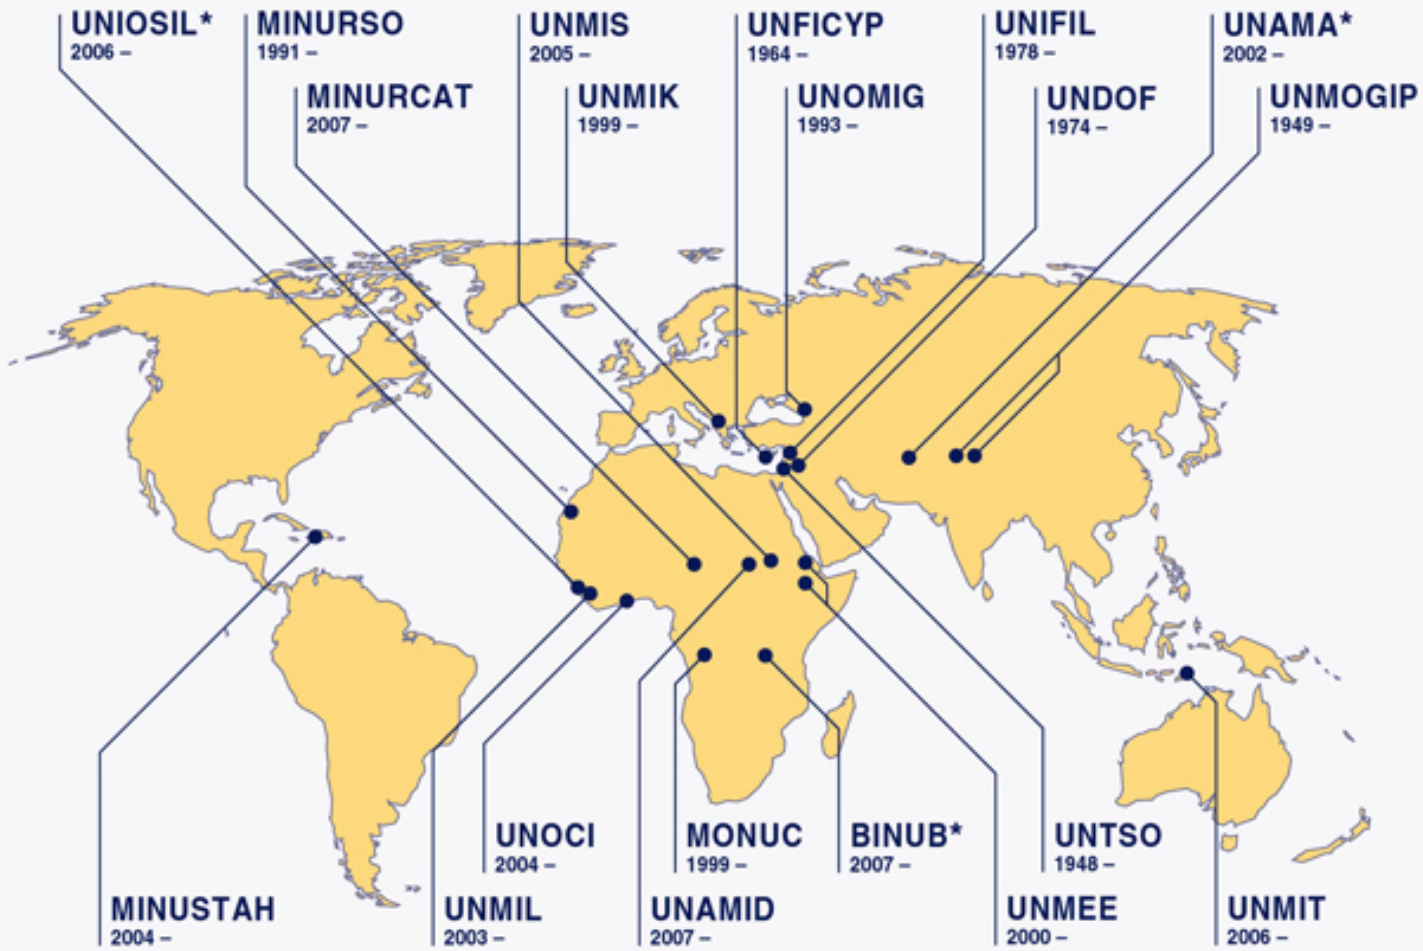 UNIOSIL*
2006 –
MINURSO
1991 –
UNMIS
2005 –
UNFICYP
1964 –
UNIFIL
1978 –
UNAMA*
2002 –
MINURCAT
2007 –
UNMIK
1999 –
UNOMIG
1993 –
UNDOF
1974 –
UNMOGIP
1949 –
UNOCI
2004 –
MONUC
1999 –
BINUB*
2007 –
UNTSO
1948 –
MINUSTAH
2004 –
UNMIL
2003 –
UNAMID
2007 –
UNMEE
2000 –
UNMIT
2006 –